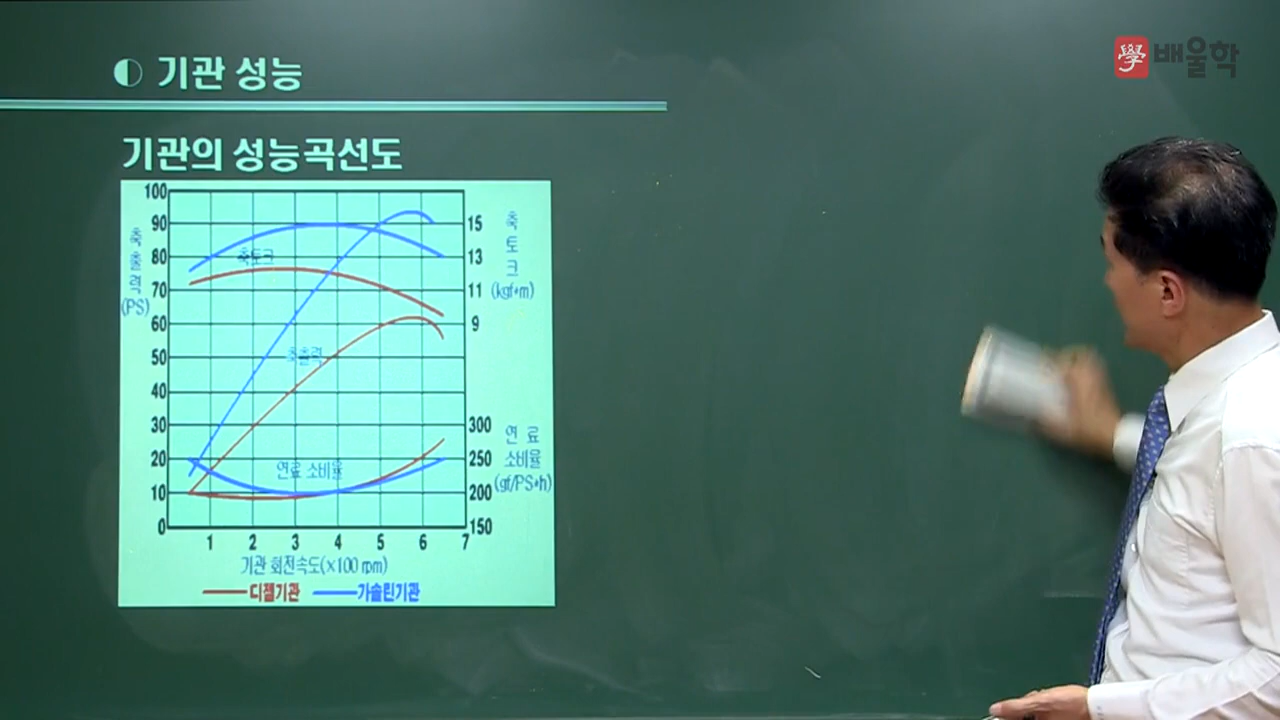 기관 성능
學 배울학
기관의 성능곡선도
100
90
80
70
60
50
40
30
20
10
0
축출력
(PS)
15
13
11
9
축
토
크
(kgf•m)
300
250
200
150
연 료
소비율
(gf/PS•h)
축토크
축출력
연료 소비율
1 2 3 4 5 6 7
기관 회전속도(×100 rpm)
디젤기관 가솔린기관